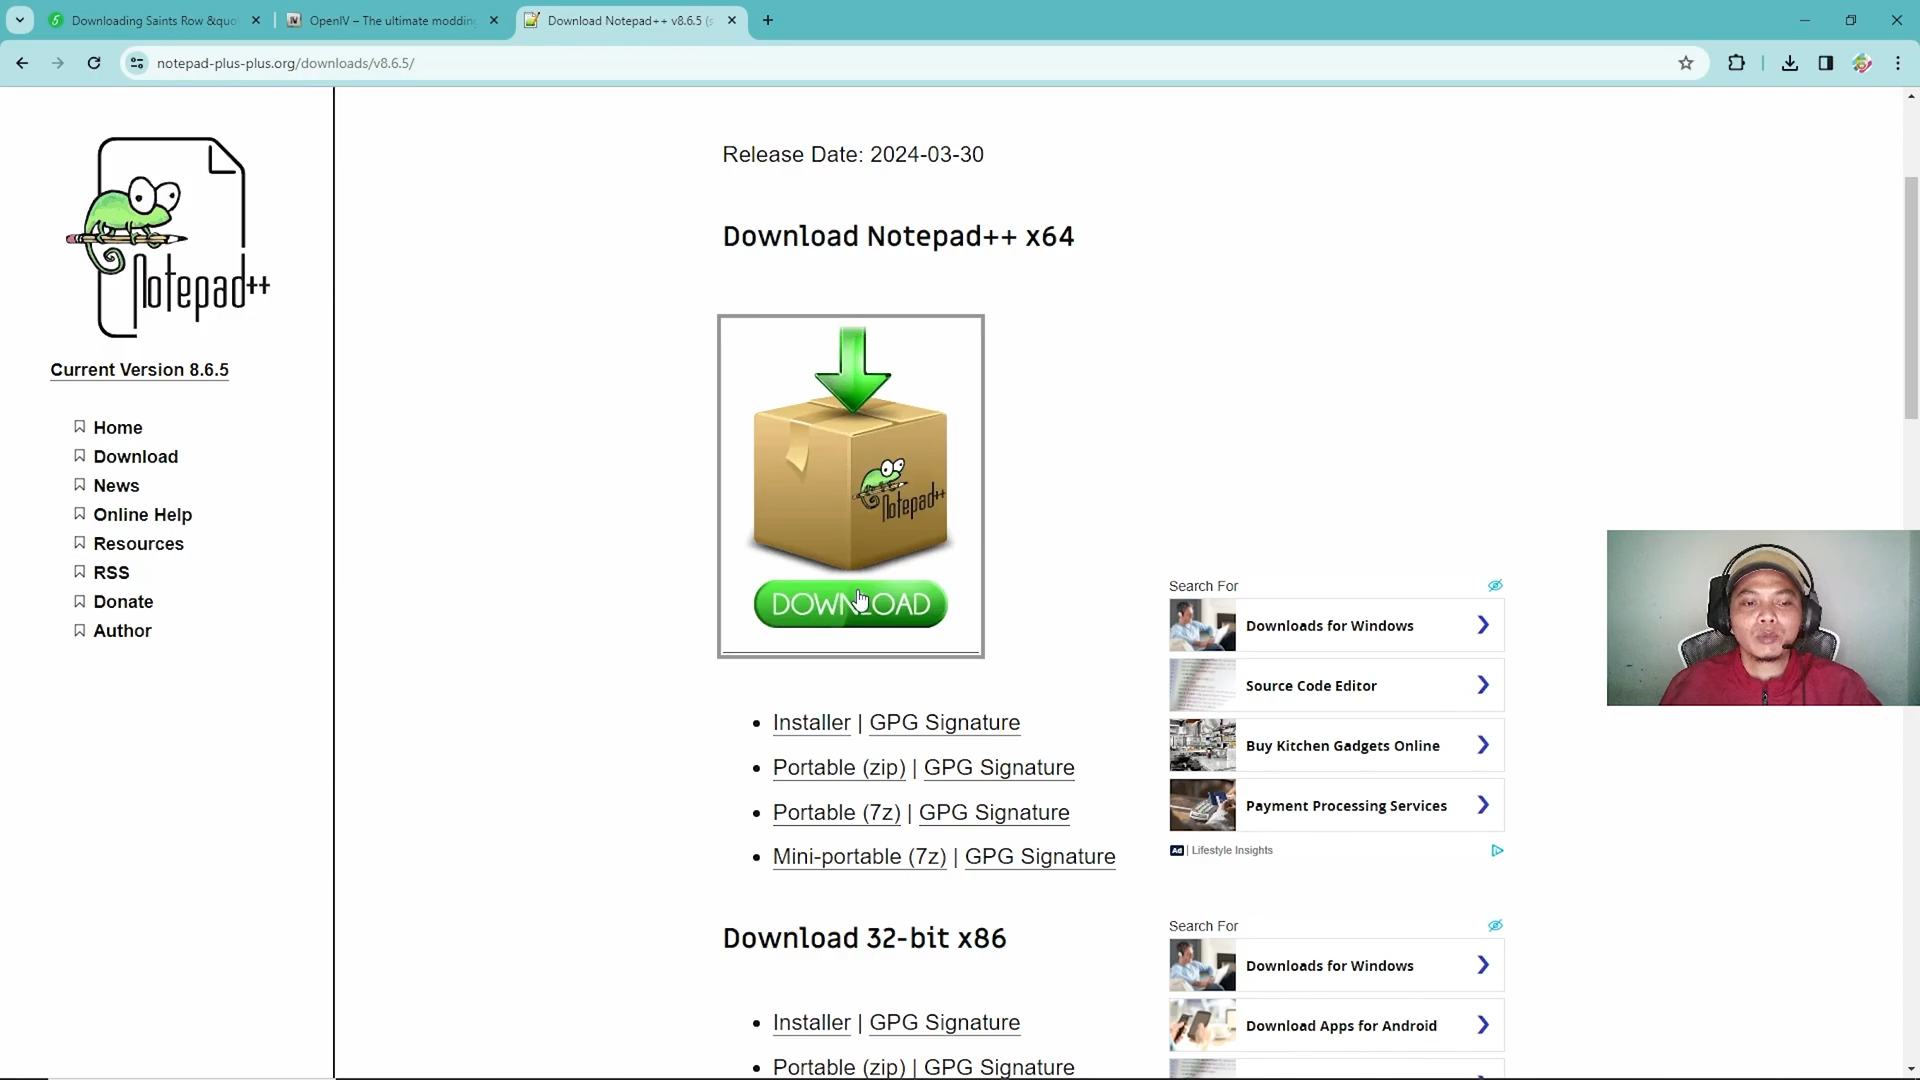 Downloading Saints Row &quo
OpenIV – The ultimate moddin
Download Notepad++ v8.6.5 (s
notepad-plus-plus.org/downloads/v8.6.5/
Notepad++
Current Version 8.6.5
Home
Download
News
Online Help
Resources
RSS
Donate
Author
Release Date: 2024-03-30
Download Notepad++ x64
Notepad++
DOWNLOAD
Installer | GPG Signature
Portable (zip) | GPG Signature
Portable (7z) | GPG Signature
Mini-portable (7z) | GPG Signature
Download 32-bit x86
Installer | GPG Signature
Portable (zip) | GPG Signature
Search For
Downloads for Windows
Source Code Editor
Buy Kitchen Gadgets Online
Payment Processing Services
Ad | Lifestyle Insights
Search For
Downloads for Windows
Download Apps for Android